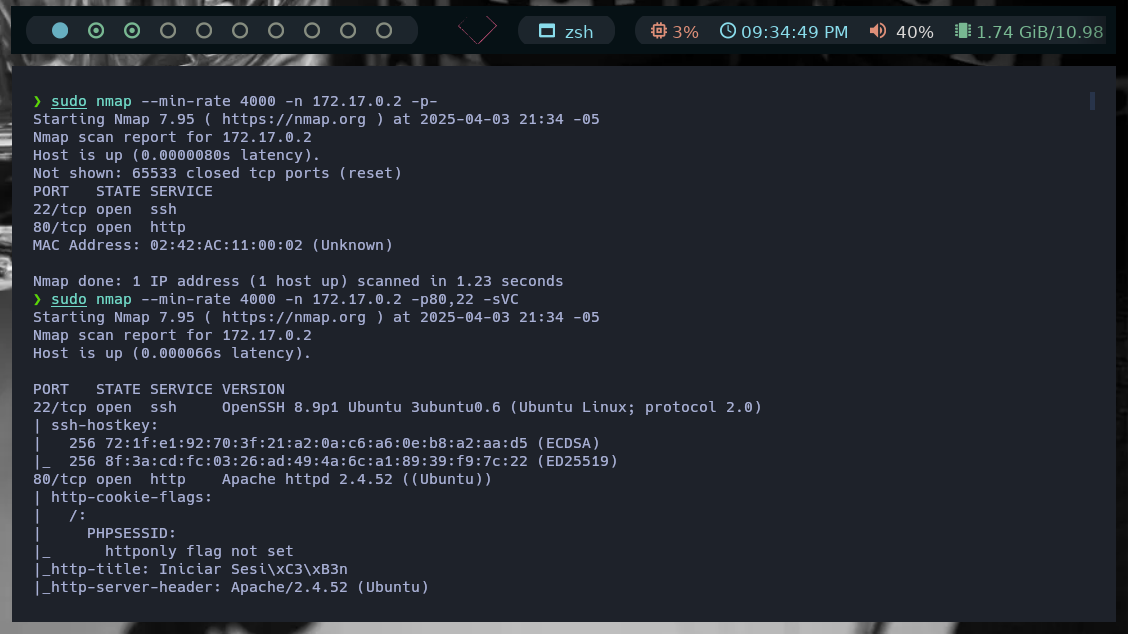 zsh 3% 09:34:49 PM 40% 1.74 GiB/10.98
❯ sudo nmap --min-rate 4000 -n 172.17.0.2 -p-
Starting Nmap 7.95 ( https://nmap.org ) at 2025-04-03 21:34 -05
Nmap scan report for 172.17.0.2
Host is up (0.0000080s latency).
Not shown: 65533 closed tcp ports (reset)
PORT   STATE SERVICE
22/tcp open  ssh
80/tcp open  http
MAC Address: 02:42:AC:11:00:02 (Unknown)
Nmap done: 1 IP address (1 host up) scanned in 1.23 seconds
❯ sudo nmap --min-rate 4000 -n 172.17.0.2 -p80,22 -sVC
Starting Nmap 7.95 ( https://nmap.org ) at 2025-04-03 21:34 -05
Nmap scan report for 172.17.0.2
Host is up (0.000066s latency).
PORT   STATE SERVICE VERSION
22/tcp open  ssh     OpenSSH 8.9p1 Ubuntu 3ubuntu0.6 (Ubuntu Linux; protocol 2.0)
| ssh-hostkey:
|   256 72:1f:e1:92:70:3f:21:a2:0a:c6:a6:0e:b8:a2:aa:d5 (ECDSA)
|_  256 8f:3a:cd:fc:03:26:ad:49:4a:6c:a1:89:39:f9:7c:22 (ED25519)
80/tcp open  http    Apache httpd 2.4.52 ((Ubuntu))
| http-cookie-flags:
|   /:
|     PHPSESSID:
|_      httponly flag not set
|_http-title: Iniciar Sesi\xC3\xB3n
|_http-server-header: Apache/2.4.52 (Ubuntu)